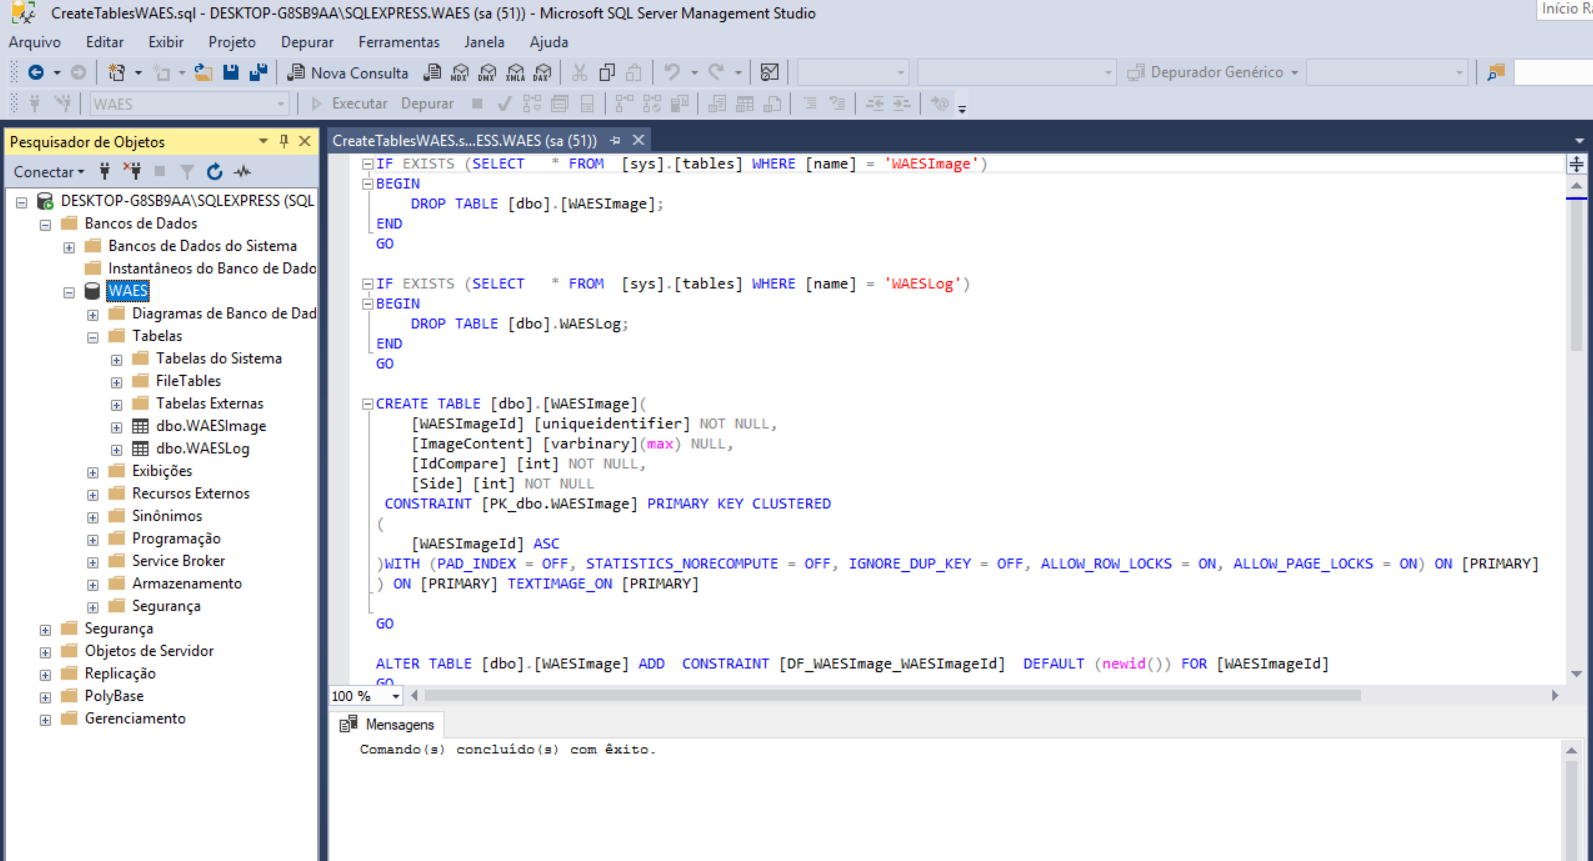 CreateTablesWAES.sql - DESKTOP-G8SB9AA\SQLEXPRESS.WAES (sa (51)) - Microsoft SQL Server Management Studio
Início
Arquivo Editar Exibir Projeto Depurar Ferramentas Janela Ajuda
Nova Consulta MDX DMX XMLA DAX Depurador Genérico
WAES Executar Depurar
Pesquisador de Objetos
Conectar
DESKTOP-G8SB9AA\SQLEXPRESS (SQL
Bancos de Dados
Bancos de Dados do Sistema
Instantâneos do Banco de Dado
WAES
Diagramas de Banco de Dad
Tabelas
Tabelas do Sistema
FileTables
Tabelas Externas
dbo.WAESImage
dbo.WAESLog
Exibições
Recursos Externos
Sinônimos
Programação
Service Broker
Armazenamento
Segurança
Segurança
Objetos de Servidor
Replicação
PolyBase
Gerenciamento
CreateTablesWAES.s...ESS.WAES (sa (51))
IF EXISTS (SELECT * FROM [sys].[tables] WHERE [name] = 'WAESImage')
BEGIN
DROP TABLE [dbo].[WAESImage];
END
GO
IF EXISTS (SELECT * FROM [sys].[tables] WHERE [name] = 'WAESLog')
BEGIN
DROP TABLE [dbo].WAESLog;
END
GO
CREATE TABLE [dbo].[WAESImage](
[WAESImageId] [uniqueidentifier] NOT NULL,
[ImageContent] [varbinary](max) NULL,
[IdCompare] [int] NOT NULL,
[Side] [int] NOT NULL
CONSTRAINT [PK_dbo.WAESImage] PRIMARY KEY CLUSTERED
(
[WAESImageId] ASC
)WITH (PAD_INDEX = OFF, STATISTICS_NORECOMPUTE = OFF, IGNORE_DUP_KEY = OFF, ALLOW_ROW_LOCKS = ON, ALLOW_PAGE_LOCKS = ON) ON [PRIMARY]
) ON [PRIMARY] TEXTIMAGE_ON [PRIMARY]
GO
ALTER TABLE [dbo].[WAESImage] ADD CONSTRAINT [DF_WAESImage_WAESImageId] DEFAULT (newid()) FOR [WAESImageId]
GO
100 %
Mensagens
Comando(s) concluído(s) com êxito.